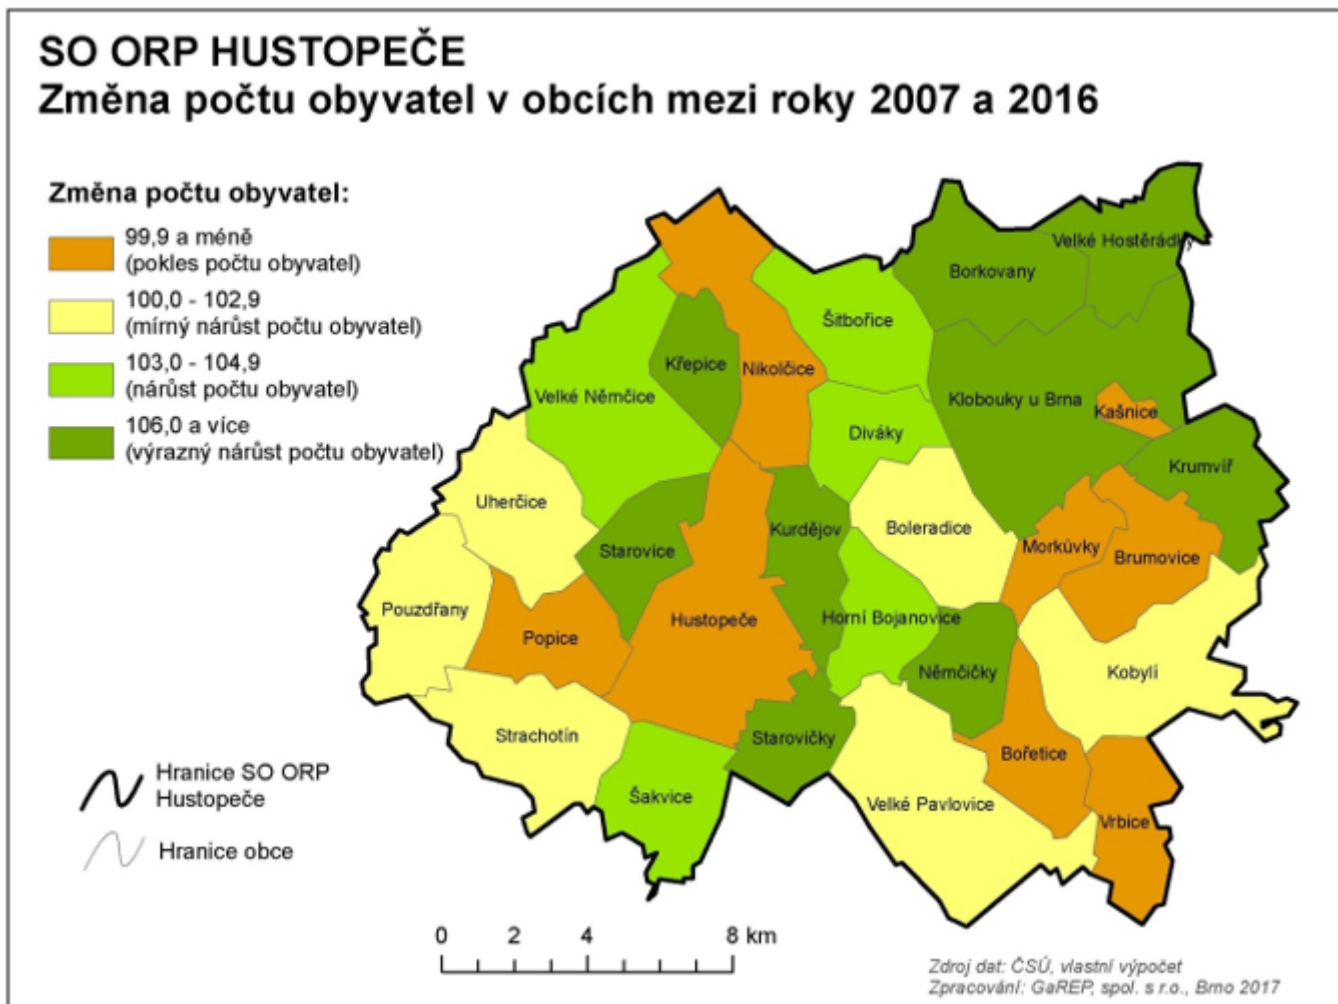 SO ORP HUSTOPEČE
Změna počtu obyvatel v obcích mezi roky 2007 a 2016
Změna počtu obyvatel:
99,9 a méně
(pokles počtu obyvatel)
100,0 - 102,9
(mírný nárůst počtu obyvatel)
103,0 - 104,9
(nárůst počtu obyvatel)
106,0 a více
(výrazný nárůst počtu obyvatel)
Velké Hostěrádky
Borkovany
Šitbořice
Křepice
Nikolčice
Velké Němčice
Klobouky u Brna
Kašnice
Diváky
Krumvíř
Uherčice
Boleradice
Kurdějov
Starovice
Morkůvky
Brumovice
Pouzdřany
Hustopeče
Horní Bojanovice
Popice
Němčičky
Kobylí
Strachotín
Starovičky
Bořetice
Šakvice
Velké Pavlovice
Vrbice
Hranice SO ORP
Hustopeče
Hranice obce
0 2 4 8 km
Zdroj dat: ČSÚ, vlastní výpočet
Zpracování: GaREP, spol. s r.o., Brno 2017